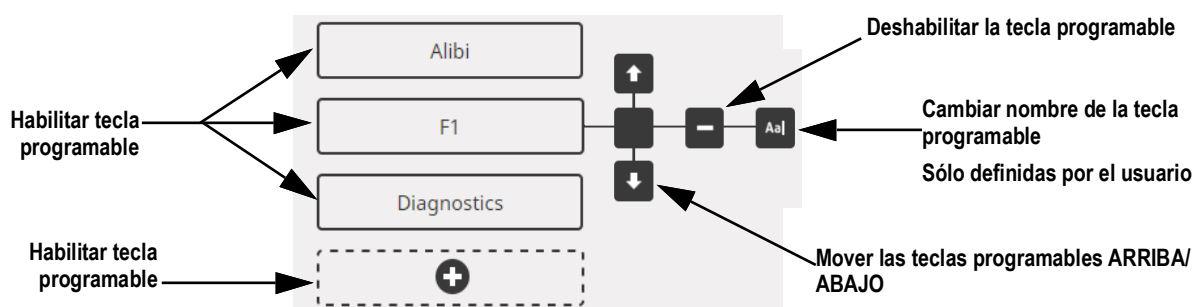 Deshabilitar la tecla programable
Alibi
Habilitar tecla
programable
F1
Aa
Cambiar nombre de la tecla
programable
Sólo definidas por el usuario
Diagnostics
Habilitar tecla
programable
Mover las teclas programables ARRIBA/
ABAJO